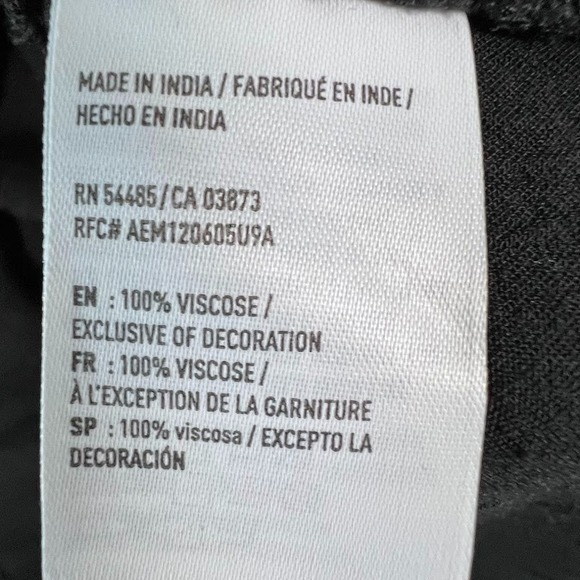 MADE IN INDIA / FABRIQUÉ EN INDE /
HECHO EN INDIA
RN 54485 / CA 03873
RFC# AEM120605U9A
EN : 100% VISCOSE /
EXCLUSIVE OF DECORATION
FR : 100% VISCOSE /
À L'EXCEPTION DE LA GARNITURE
SP : 100% viscosa / EXCEPTO LA
DECORACIÓN